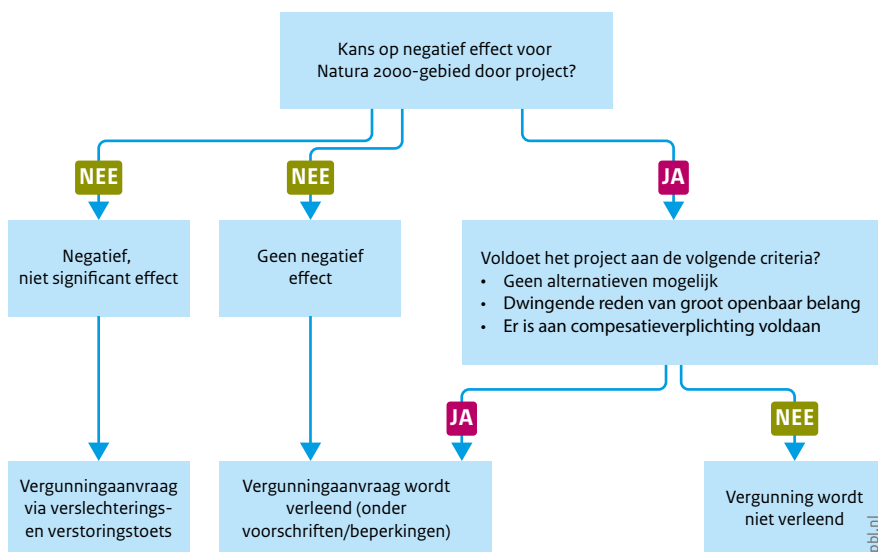 Kans op negatief effect voor
Natura 2000-gebied door project?
NEE
NEE
JA
Negatief,
niet significant effect
Geen negatief
effect
Voldoet het project aan de volgende criteria?
• Geen alternatieven mogelijk
• Dwingende reden van groot openbaar belang
• Er is aan compesatieverplichting voldaan
JA
NEE
Vergunningaanvraag
via verslechterings-
en verstoringstoets
Vergunningaanvraag wordt
verleend (onder
voorschriften/beperkingen)
Vergunning wordt
niet verleend
pbl.nl